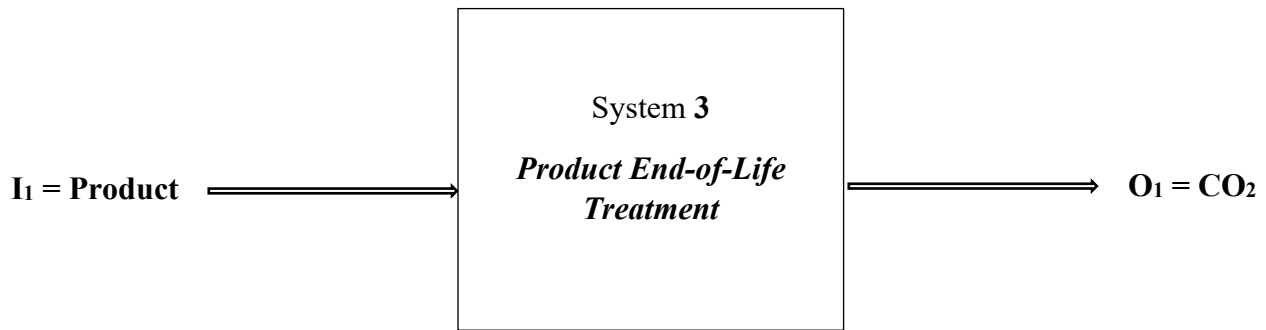 I₁ = Product
System 3
Product End-of-Life
Treatment
O₁ = CO₂